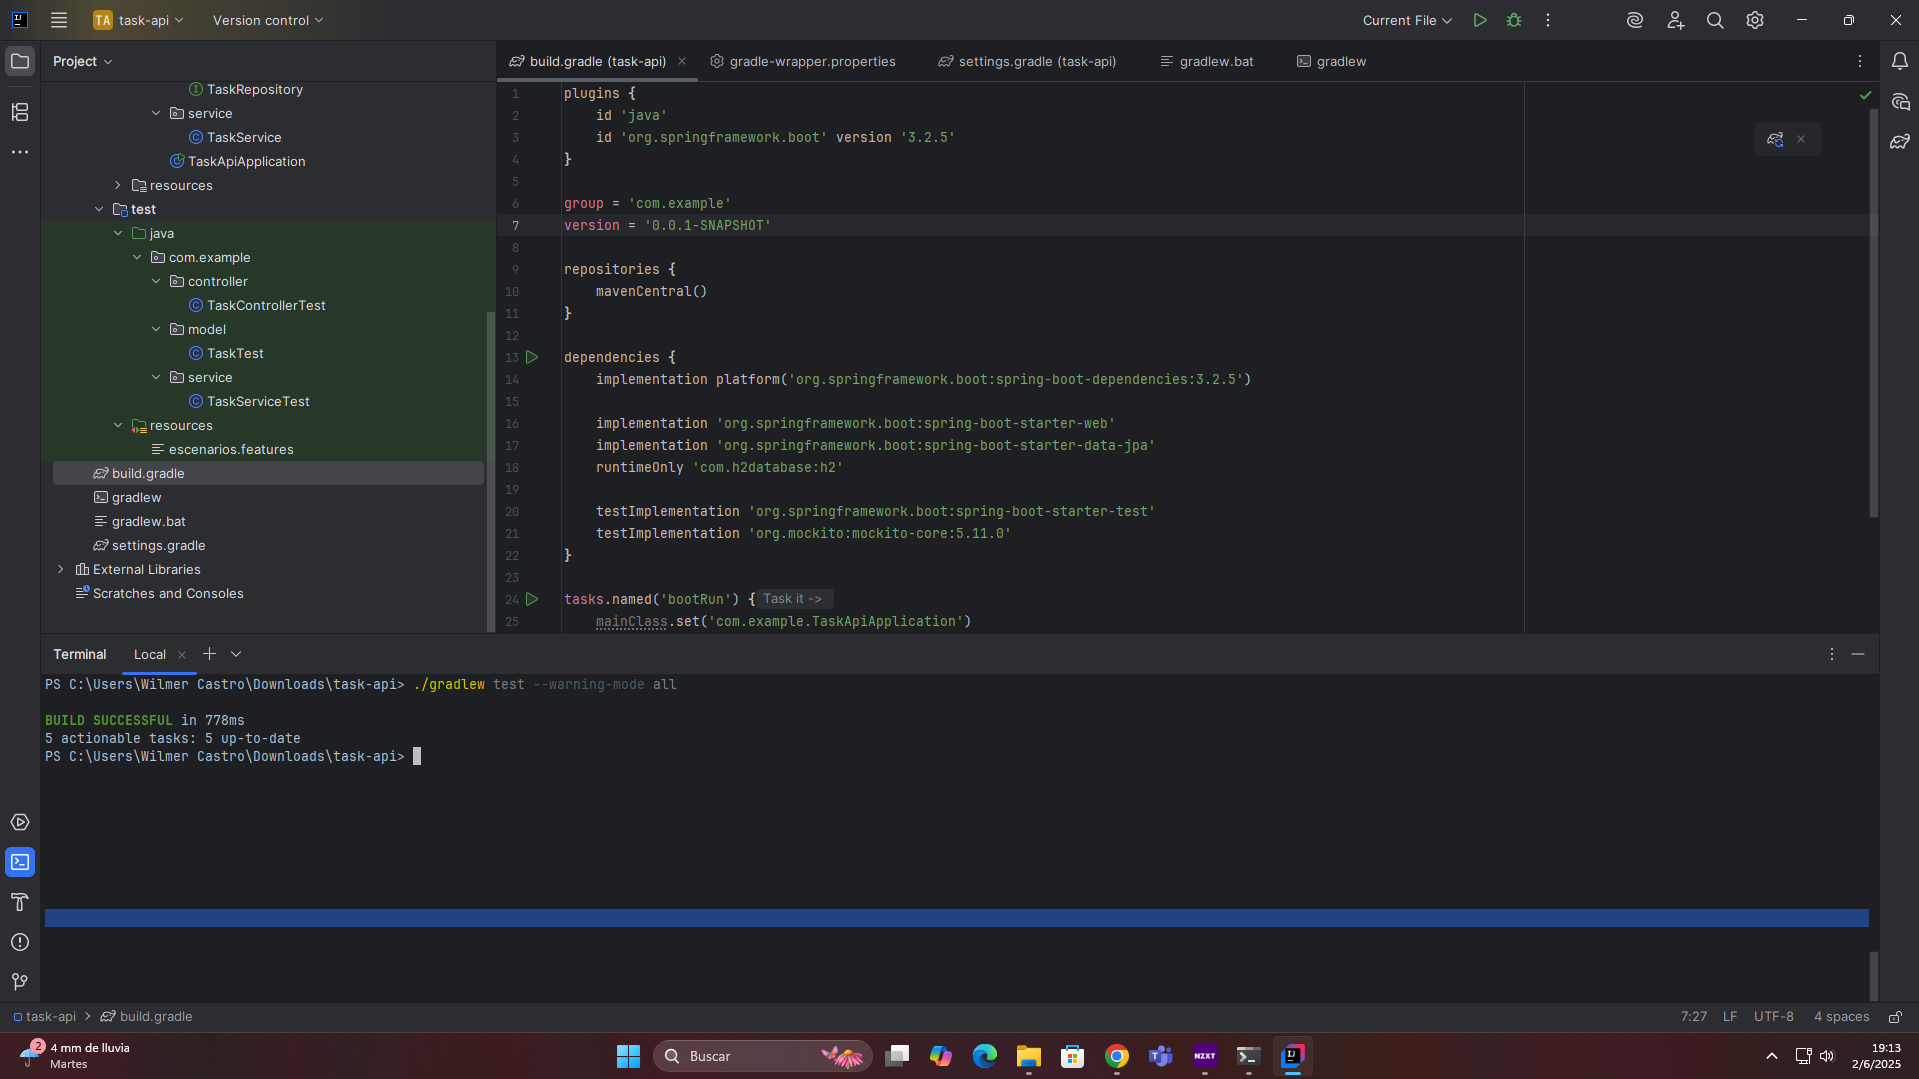 TA task-api
Version control
Current File
Project
TaskRepository
service
TaskService
TaskApiApplication
resources
test
java
com.example
controller
TaskControllerTest
model
TaskTest
service
TaskServiceTest
resources
escenarios.features
build.gradle
gradlew
gradlew.bat
settings.gradle
External Libraries
Scratches and Consoles
build.gradle (task-api)
gradle-wrapper.properties
settings.gradle (task-api)
gradlew.bat
gradlew
1 plugins {
2 id 'java'
3 id 'org.springframework.boot' version '3.2.5'
4 }
5
6 group = 'com.example'
7 version = '0.0.1-SNAPSHOT'
8
9 repositories {
10 mavenCentral()
11 }
12
13 dependencies {
14 implementation platform('org.springframework.boot:spring-boot-dependencies:3.2.5')
15
16 implementation 'org.springframework.boot:spring-boot-starter-web'
17 implementation 'org.springframework.boot:spring-boot-starter-data-jpa'
18 runtimeOnly 'com.h2database:h2'
19
20 testImplementation 'org.springframework.boot:spring-boot-starter-test'
21 testImplementation 'org.mockito:mockito-core:5.11.0'
22 }
23
24 tasks.named('bootRun') { Task it ->
25 mainClass.set('com.example.TaskApiApplication')
Terminal
Local
PS C:\Users\Wilmer Castro\Downloads\task-api> ./gradlew test --warning-mode all
BUILD SUCCESSFUL in 778ms
5 actionable tasks: 5 up-to-date
PS C:\Users\Wilmer Castro\Downloads\task-api>
task-api
build.gradle
7:27
LF
UTF-8
4 spaces
2
4 mm de lluvia
Martes
Buscar
NZXT
19:13
2/6/2025